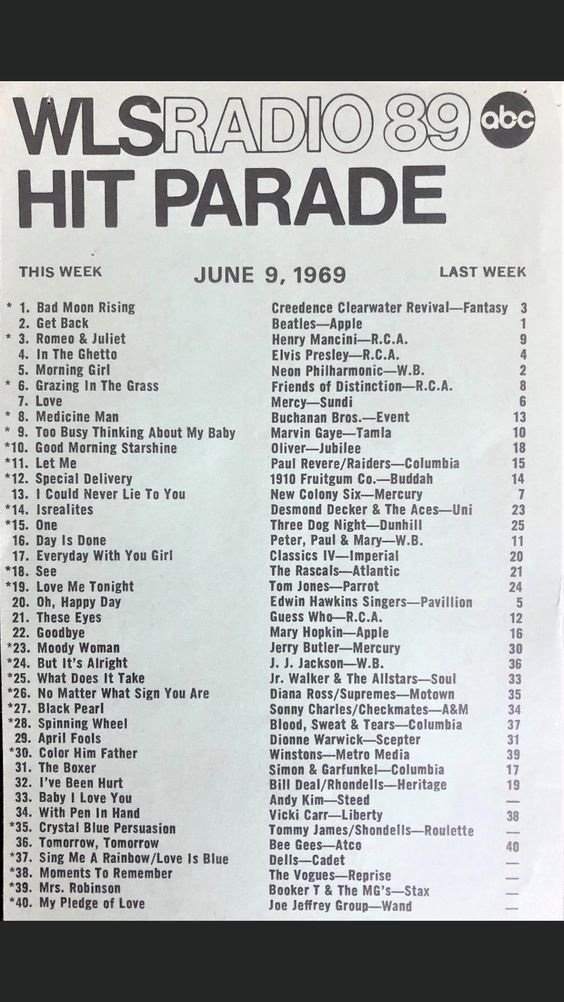 WLSRADIO 89 abc
HIT PARADE
THIS WEEK JUNE 9, 1969 LAST WEEK
* 1. Bad Moon Rising Creedence Clearwater Revival—Fantasy 3
2. Get Back Beatles—Apple 1
* 3. Romeo & Juliet Henry Mancini—R.C.A. 9
4. In The Ghetto Elvis Presley—R.C.A. 4
5. Morning Girl Neon Philharmonic—W.B. 2
* 6. Grazing In The Grass Friends of Distinction—R.C.A. 8
7. Love Mercy—Sundi 6
* 8. Medicine Man Buchanan Bros.—Event 13
* 9. Too Busy Thinking About My Baby Marvin Gaye—Tamla 10
*10. Good Morning Starshine Oliver—Jubilee 18
*11. Let Me Paul Revere/Raiders—Columbia 15
*12. Special Delivery 1910 Fruitgum Co.—Buddah 14
13. I Could Never Lie To You New Colony Six—Mercury 7
*14. Isrealites Desmond Decker & The Aces—Uni 23
*15. One Three Dog Night—Dunhill 25
16. Day Is Done Peter, Paul & Mary—W.B. 11
17. Everyday With You Girl Classics IV—Imperial 20
*18. See The Rascals—Atlantic 21
*19. Love Me Tonight Tom Jones—Parrot 24
20. Oh, Happy Day Edwin Hawkins Singers—Pavillion 5
21. These Eyes Guess Who—R.C.A. 12
22. Goodbye Mary Hopkin—Apple 16
*23. Moody Woman Jerry Butler—Mercury 30
*24. But It's Alright J. J. Jackson—W.B. 36
*25. What Does It Take Jr. Walker & The Allstars—Soul 33
*26. No Matter What Sign You Are Diana Ross/Supremes—Motown 35
*27. Black Pearl Sonny Charles/Checkmates—A&M 34
*28. Spinning Wheel Blood, Sweat & Tears—Columbia 37
29. April Fools Dionne Warwick—Scepter 31
*30. Color Him Father Winstons—Metro Media 39
31. The Boxer Simon & Garfunkel—Columbia 17
32. I've Been Hurt Bill Deal/Rhondells—Heritage 19
33. Baby I Love You Andy Kim—Steed —
34. With Pen In Hand Vicki Carr—Liberty 38
*35. Crystal Blue Persuasion Tommy James/Shondells—Roulette —
36. Tomorrow, Tomorrow Bee Gees—Atco 40
*37. Sing Me A Rainbow/Love Is Blue Dells—Cadet —
*38. Moments To Remember The Vogues—Reprise —
*39. Mrs. Robinson Booker T & The MG's—Stax —
*40. My Pledge of Love Joe Jeffrey Group—Wand —